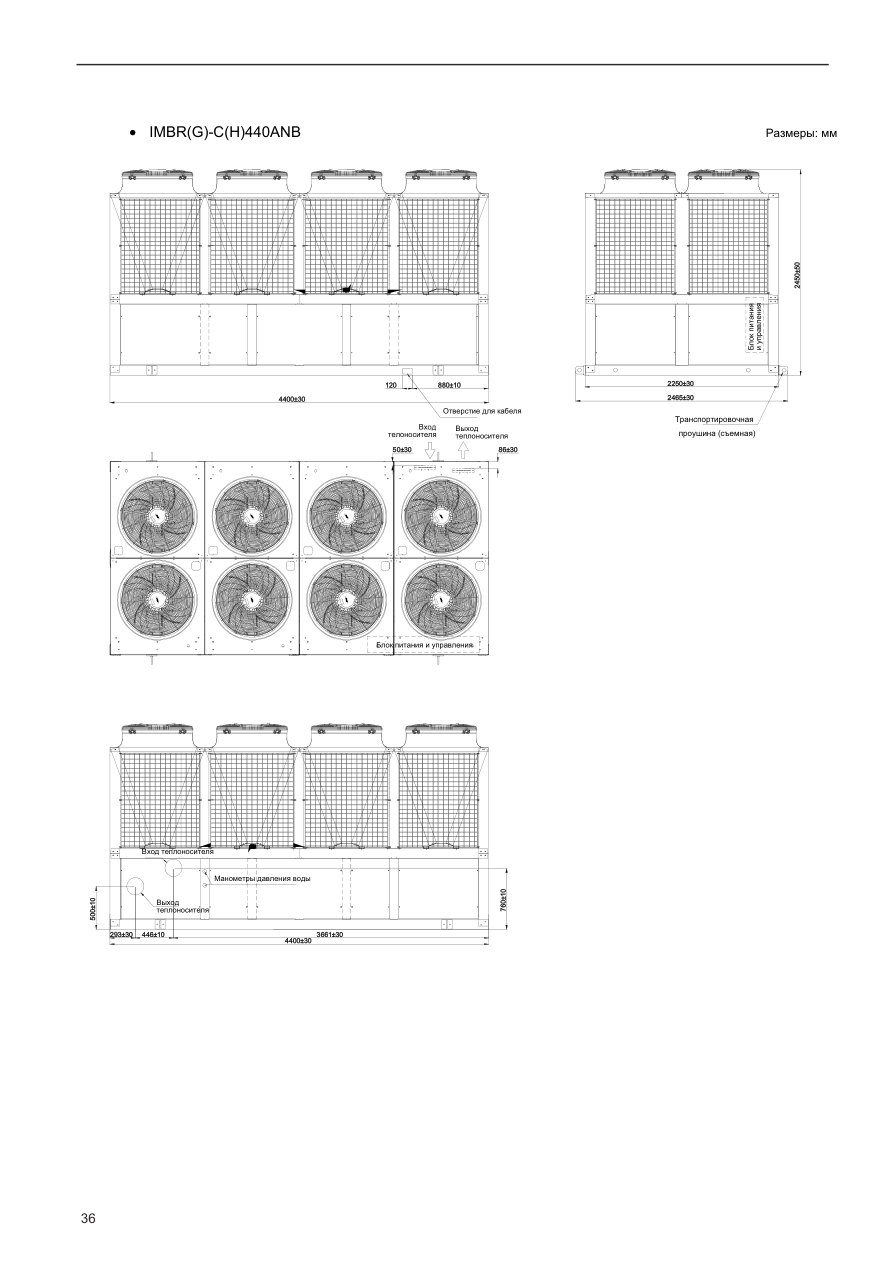 • IMBR(G)-C(H)440ANB
Размеры: мм
2450±50
Блок питания
и управления
120
880±10
4400±30
2250±30
2465±30
Отверстие для кабеля
Транспортировочная
проушина (съемная)
Вход
телоносителя
Выход
теплоносителя
50±30
86±30
Блок питания и управления
Вход теплоносителя
Манометры давления воды
Выход
теплоносителя
500±10
760±10
293±30
446±10
3661±30
4400±30
36